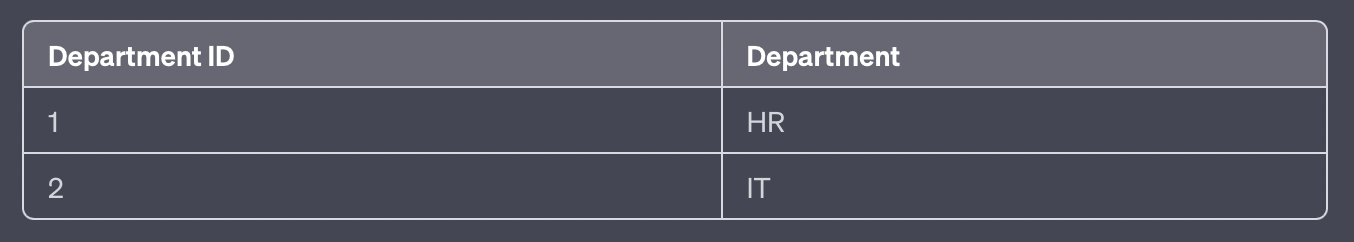 Department ID Department
1 HR
2 IT